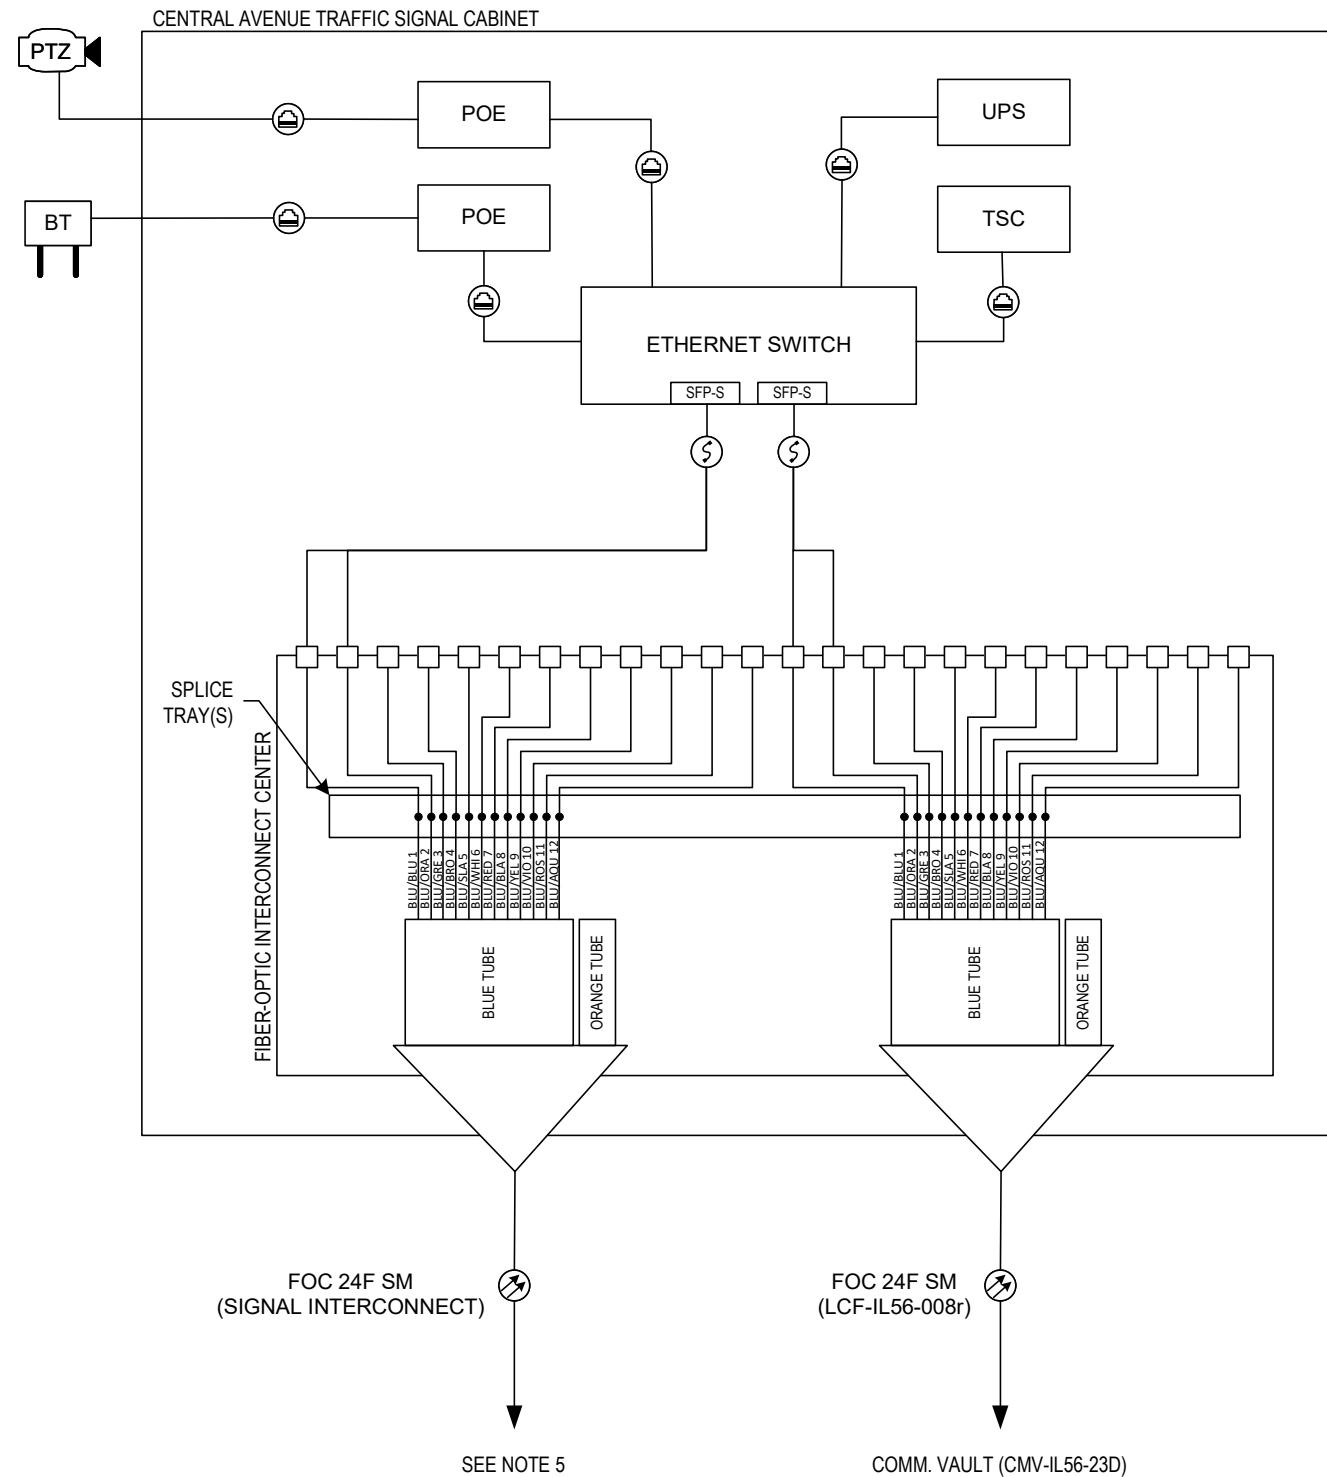 CENTRAL AVENUE TRAFFIC SIGNAL CABINET
PTZ
POE
UPS
BT
POE
TSC
ETHERNET SWITCH
SFP-S
SFP-S
SPLICE
TRAY(S)
FIBER-OPTIC INTERCONNECT CENTER
BLU/BLU 1
BLU/ORA 2
BLU/GRE 3
BLU/BRO 4
BLU/SLA 5
BLU/WHI 6
BLU/RED 7
BLU/BLA 8
BLU/YEL 9
BLU/VIO 10
BLU/ROS 11
BLU/AQU 12
BLU/BLU 1
BLU/ORA 2
BLU/GRE 3
BLU/BRO 4
BLU/SLA 5
BLU/WHI 6
BLU/RED 7
BLU/BLA 8
BLU/YEL 9
BLU/VIO 10
BLU/ROS 11
BLU/AQU 12
BLUE TUBE
ORANGE TUBE
BLUE TUBE
ORANGE TUBE
FOC 24F SM
(SIGNAL INTERCONNECT)
FOC 24F SM
(LCF-IL56-008r)
SEE NOTE 5
COMM. VAULT (CMV-IL56-23D)